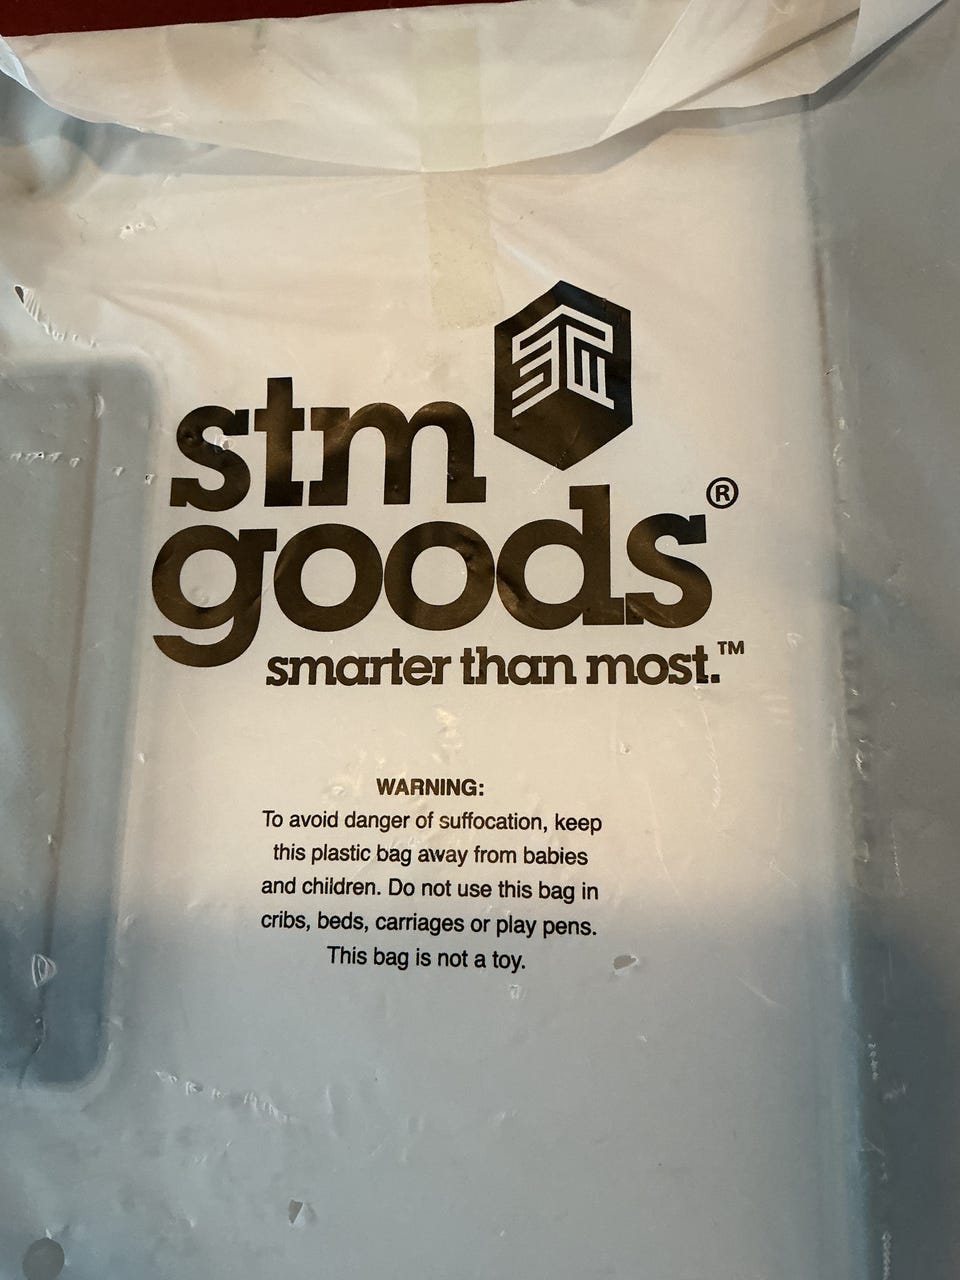 stm
goods®
smarter than most.™
WARNING:
To avoid danger of suffocation, keep
this plastic bag away from babies
and children. Do not use this bag in
cribs, beds, carriages or play pens.
This bag is not a toy.